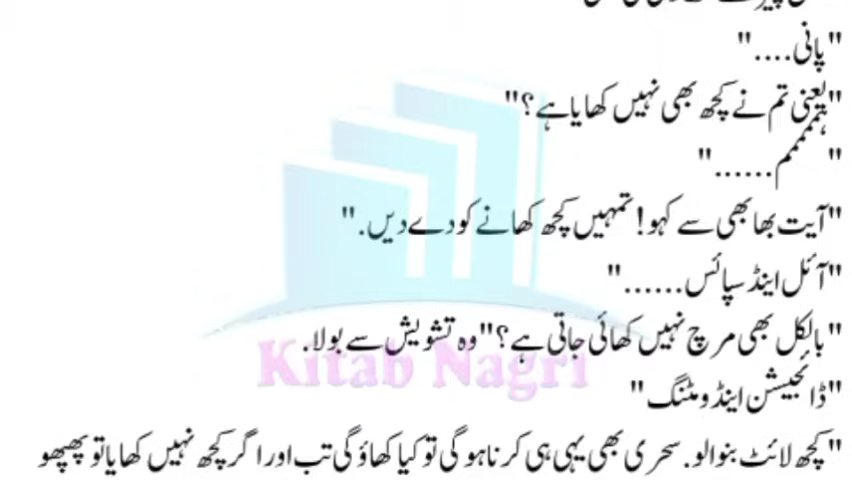 "پانی...."
"یعنی تم نے کچھ بھی نہیں کھایا ہے؟"
"ہمممم......"
"آیت بھابھی سے کہو! تمہیں کچھ کھانے کو دے دیں."
"آئل اینڈ سپائس......"
"بالکل بھی مرچ نہیں کھائی جاتی ہے؟" وہ تشویش سے بولا.
Kitab Nagri
"ڈائجیشن اینڈ ومٹنگ"
"کچھ لائٹ بنوالو. سحری بھی یہی ہی کرنا ہو گی تو کیا کھاؤ گی تب اور اگر کچھ نہیں کھایا تو پھپھو